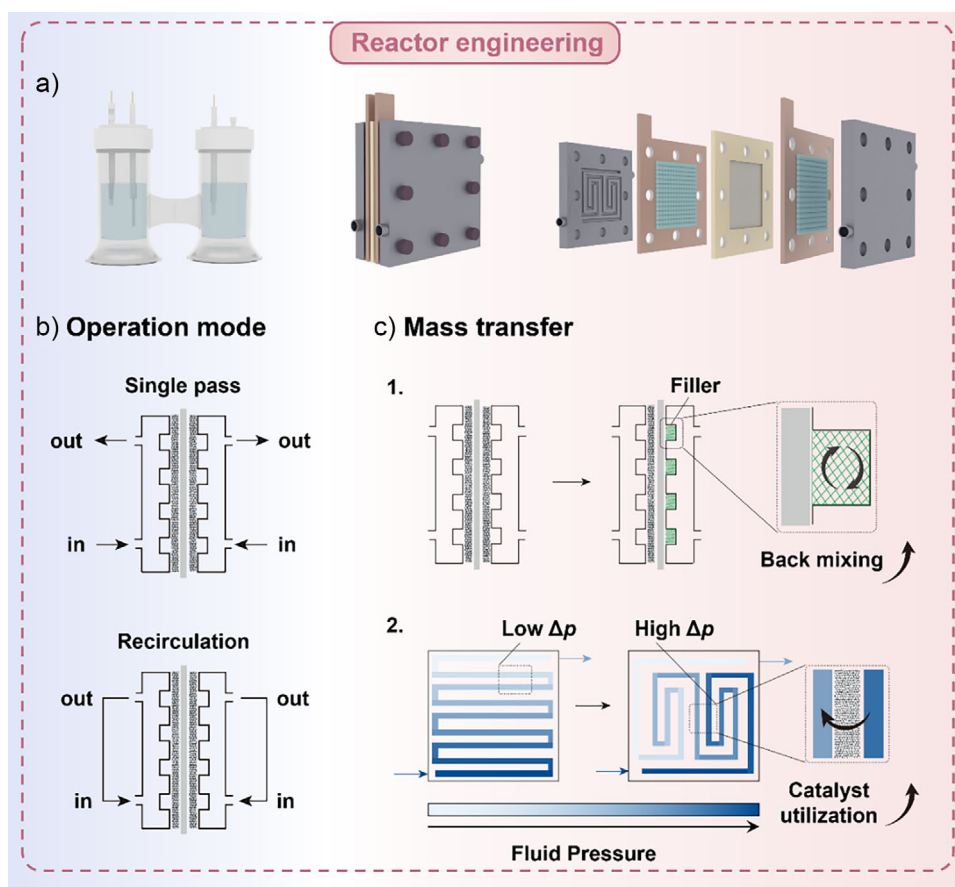 Reactor engineering
a)
b) Operation mode
Single pass
out
out
in
in
Recirculation
out
out
in
in
c) Mass transfer
1.
Filler
Back mixing
2.
Low Δp
High Δp
Catalyst
utilization
Fluid Pressure